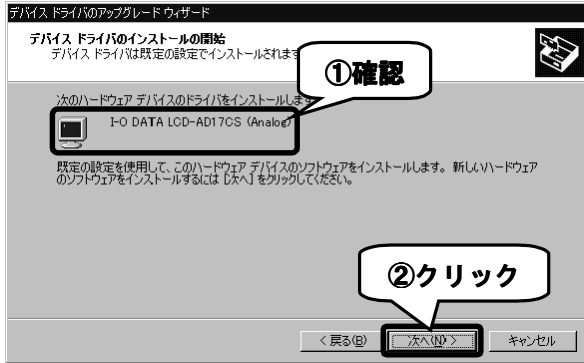 デバイス ドライバのアップグレード ウィザード
デバイス ドライバのインストールの開始
デバイス ドライバは既定の設定でインストールされます
①確認
次のハードウェア デバイスのドライバをインストールします
I-O DATA LCD-AD17CS (Analog)
既定の設定を使用して、このハードウェア デバイスのソフトウェアをインストールします。 新しいハードウェア
のソフトウェアをインストールするには [次へ] をクリックしてください。
②クリック
< 戻る(B)
次へ(N) >
キャンセル